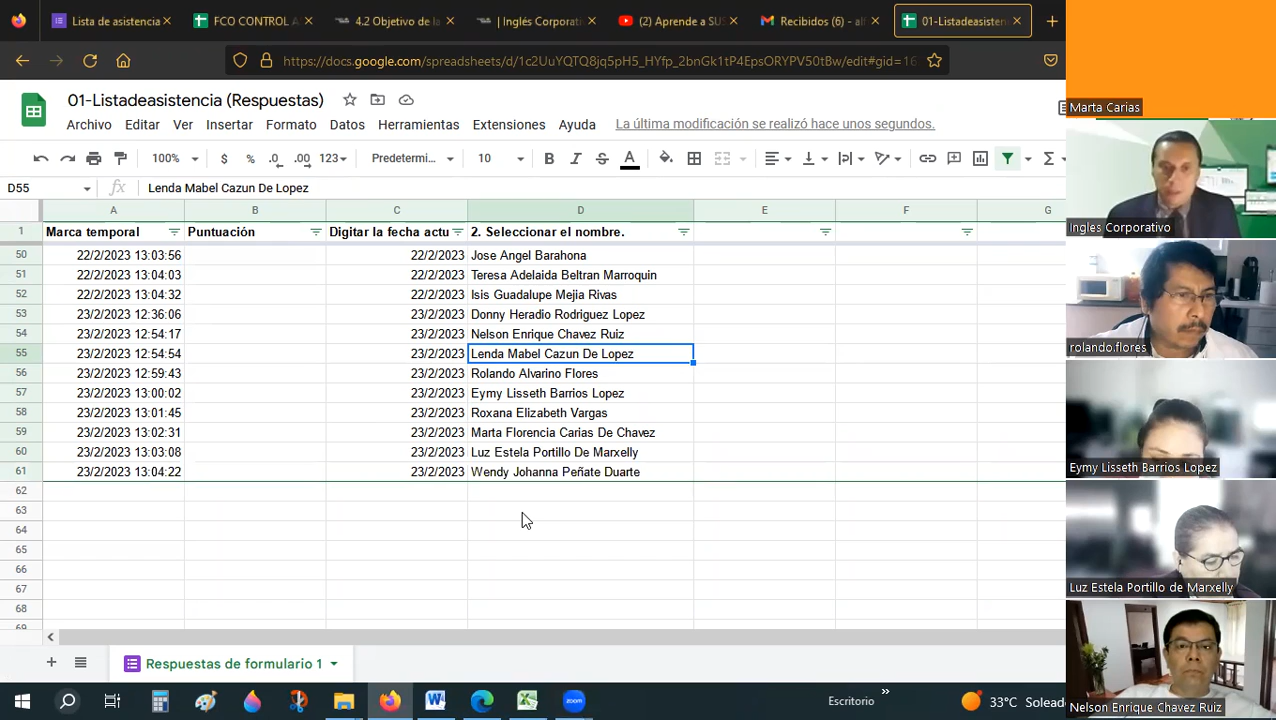 Lista de asistencia
FCO CONTROL A
4.2 Objetivo de la
| Inglés Corporati
(2) Aprende a SUS
Recibidos (6) - alf
01-Listadeasistenc
https://docs.google.com/spreadsheets/d/1c2UuYQTQ8jq5pH5_HYfp_2bnGk1tP4EpsORYPV50tBw/edit#gid=16
01-Listadeasistencia (Respuestas)
Archivo Editar Ver Insertar Formato Datos Herramientas Extensiones Ayuda La última modificación se realizó hace unos segundos.
100% $ % .0 .00 123 Predetermi... 10 B I S A
D55 fx Lenda Mabel Cazun De Lopez
A B C D E F G
1 Marca temporal Puntuación Digitar la fecha actu 2. Seleccionar el nombre.
50 22/2/2023 13:03:56 22/2/2023 Jose Angel Barahona
51 22/2/2023 13:04:03 22/2/2023 Teresa Adelaida Beltran Marroquin
52 22/2/2023 13:04:32 22/2/2023 Isis Guadalupe Mejia Rivas
53 23/2/2023 12:36:06 23/2/2023 Donny Heradio Rodriguez Lopez
54 23/2/2023 12:54:17 23/2/2023 Nelson Enrique Chavez Ruiz
55 23/2/2023 12:54:54 23/2/2023 Lenda Mabel Cazun De Lopez
56 23/2/2023 12:59:43 23/2/2023 Rolando Alvarino Flores
57 23/2/2023 13:00:02 23/2/2023 Eymy Lisseth Barrios Lopez
58 23/2/2023 13:01:45 23/2/2023 Roxana Elizabeth Vargas
59 23/2/2023 13:02:31 23/2/2023 Marta Florencia Carias De Chavez
60 23/2/2023 13:03:08 23/2/2023 Luz Estela Portillo De Marxelly
61 23/2/2023 13:04:22 23/2/2023 Wendy Johanna Peñate Duarte
62
63
64
65
66
67
68
69
Respuestas de formulario 1
Escritorio
33°C Solead
Marta Carias
Ingles Corporativo
rolando.flores
Eymy Lisseth Barrios Lopez
Luz Estela Portillo de Marxelly
Nelson Enrique Chavez Ruiz